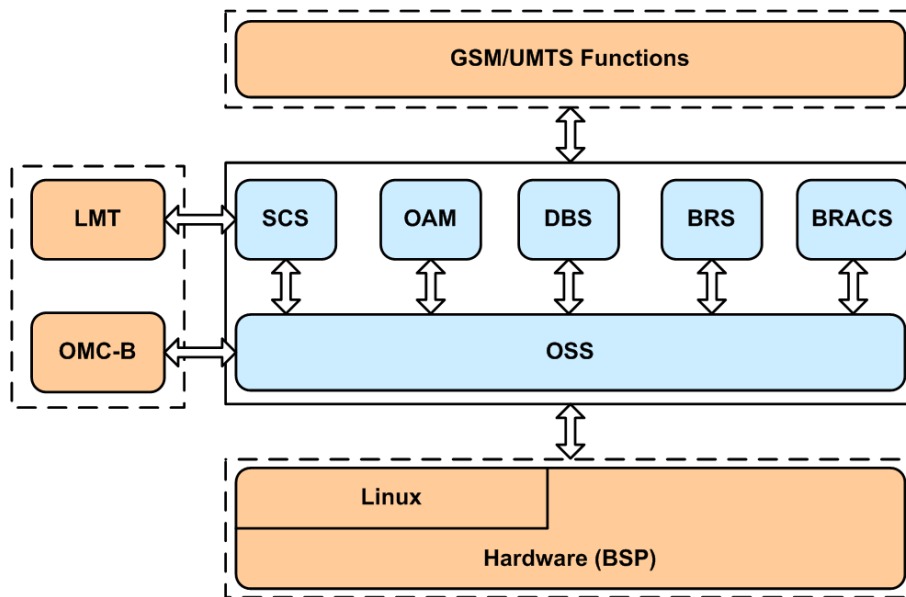 GSM/UMTS Functions
LMT
SCS
OAM
DBS
BRS
BRACS
OMC-B
OSS
Linux
Hardware (BSP)